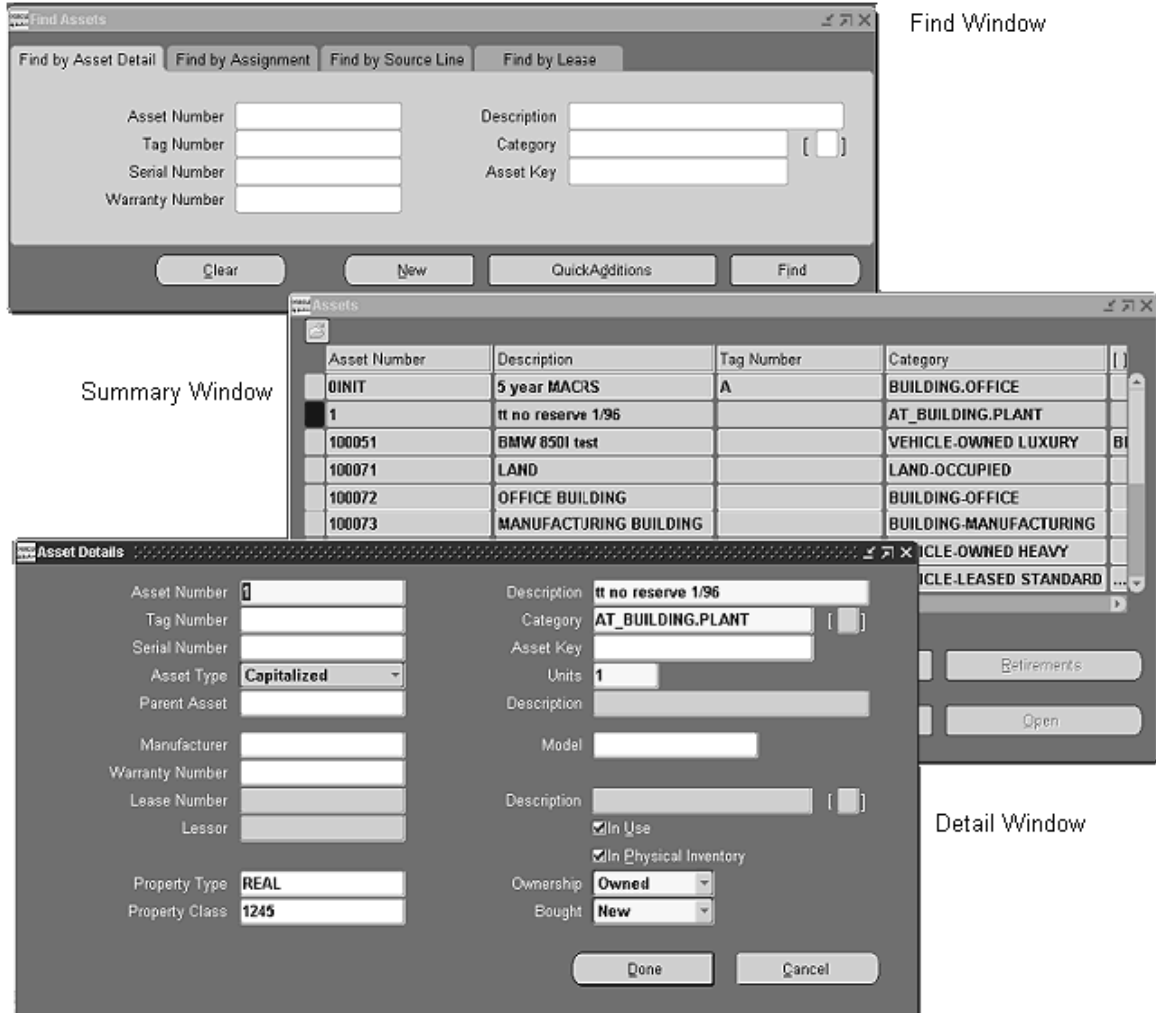 Find Assets
Find Window
Find by Asset Detail Find by Assignment Find by Source Line Find by Lease
Asset Number Description
Tag Number Category [ ]
Serial Number Asset Key
Warranty Number
Clear New QuickAdditions Find
Assets
Summary Window
Asset Number Description Tag Number Category [ ]
0INIT 5 year MACRS A BUILDING.OFFICE
1 tt no reserve 1/96 AT_BUILDING.PLANT
100051 BMW 850I test VEHICLE-OWNED LUXURY
100071 LAND LAND-OCCUPIED
100072 OFFICE BUILDING BUILDING-OFFICE
100073 MANUFACTURING BUILDING BUILDING-MANUFACTURING
ICLE-OWNED HEAVY
ICLE-LEASED STANDARD ...
Retirements
Open
Asset Details
Asset Number 1 Description tt no reserve 1/96
Tag Number Category AT_BUILDING.PLANT [ ]
Serial Number Asset Key
Asset Type Capitalized Units 1
Parent Asset Description
Manufacturer Model
Warranty Number
Lease Number Description [ ]
Lessor In Use
In Physical Inventory
Property Type REAL Ownership Owned
Property Class 1245 Bought New
Done Cancel
Detail Window